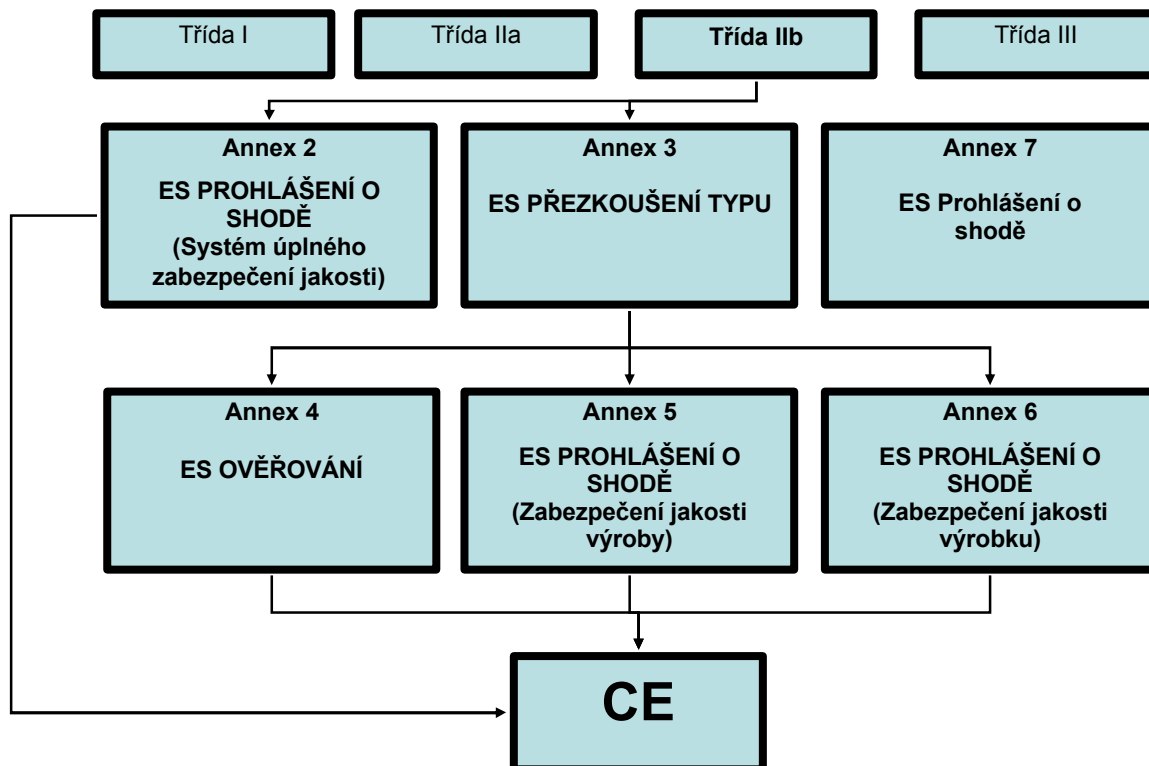 Třída I
Třída IIa
Třída IIb
Třída III
Annex 2
ES PROHLÁŠENÍ O
SHODĚ
(Systém úplného
zabezpečení jakosti)
Annex 3
ES PŘEZKOUŠENÍ TYPU
Annex 7
ES Prohlášení o
shodě
Annex 4
ES OVĚŘOVÁNÍ
Annex 5
ES PROHLÁŠENÍ O
SHODĚ
(Zabezpečení jakosti
výroby)
Annex 6
ES PROHLÁŠENÍ O
SHODĚ
(Zabezpečení jakosti
výrobku)
CE